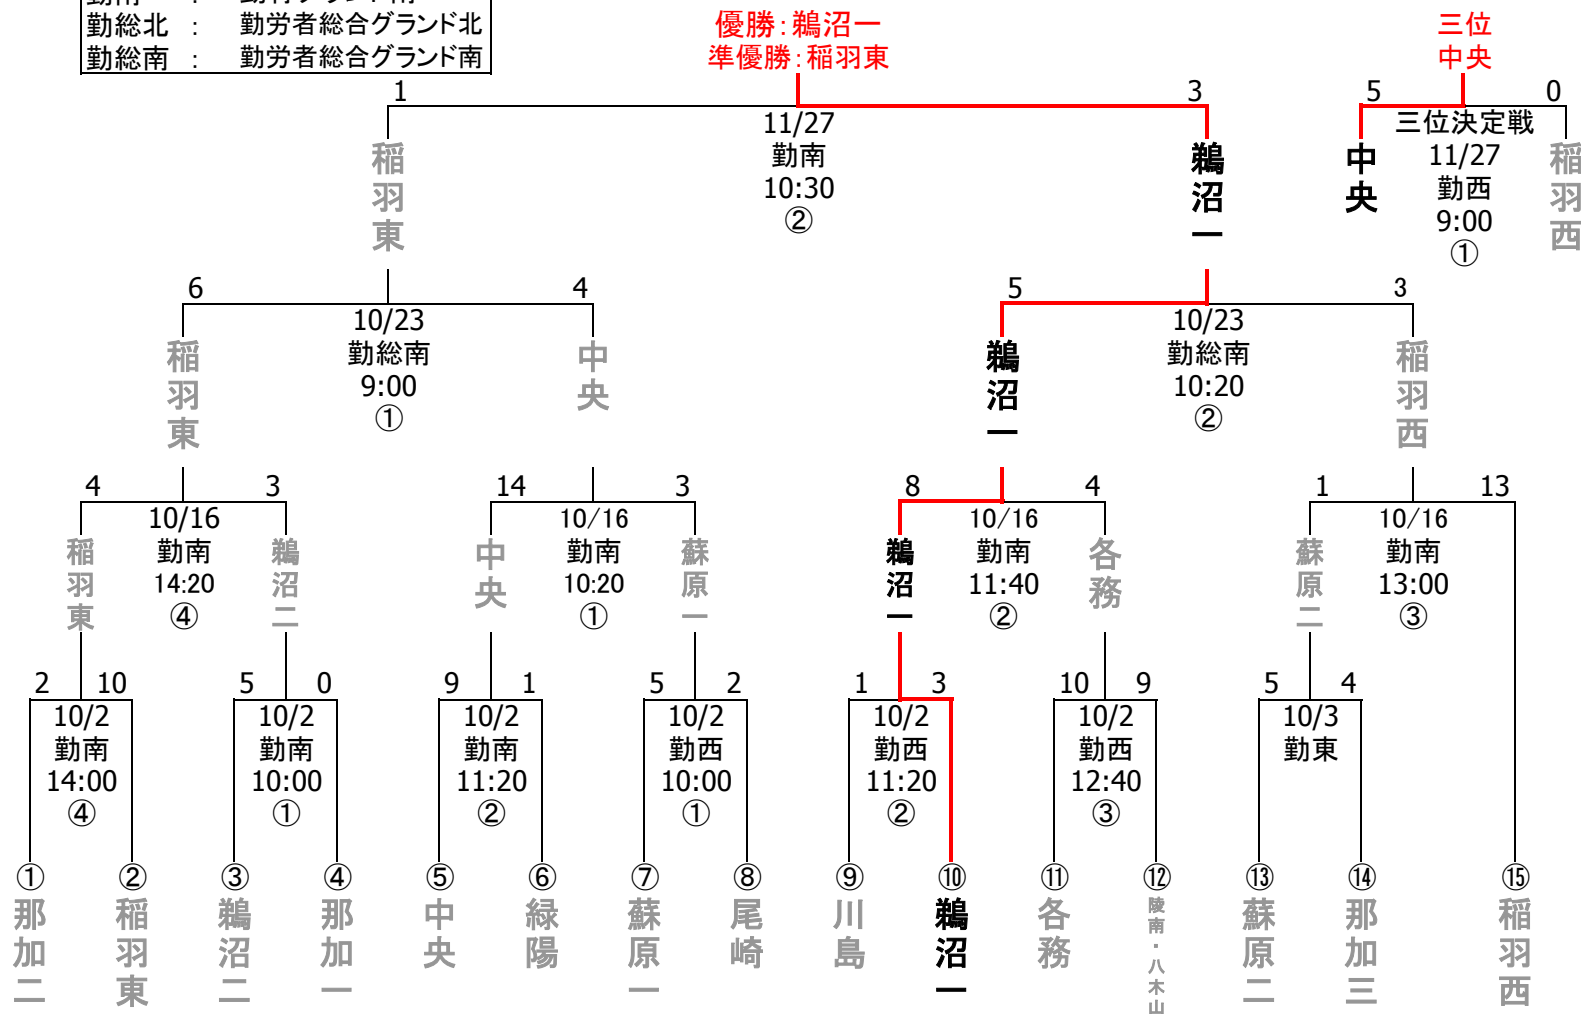 勤総北 ： 勤労者総合グランド北
勤総南 ： 勤労者総合グランド南
優勝：鵜沼一
準優勝：稲羽東
三位
中央
1 3 5 0
11/27
勤南
10:30
②
三位決定戦
11/27
勤西
9:00
①
稲羽東
鵜沼一
中央
稲羽西
6 4 5 3
10/23
勤総南
9:00
①
10/23
勤総南
10:20
②
稲羽東
中央
鵜沼一
稲羽西
4 3 14 3 8 4 1 13
10/16
勤南
14:20
④
10/16
勤南
10:20
①
10/16
勤南
11:40
②
10/16
勤南
13:00
③
稲羽東
鵜沼二
中央
蘇原一
鵜沼一
各務
蘇原二
2 10 5 0 9 1 5 2 1 3 10 9 5 4
10/2
勤南
14:00
④
10/2
勤南
10:00
①
10/2
勤南
11:20
②
10/2
勤西
10:00
①
10/2
勤西
11:20
②
10/2
勤西
12:40
③
10/3
勤東
① ② ③ ④ ⑤ ⑥ ⑦ ⑧ ⑨ ⑩ ⑪ ⑫ ⑬ ⑭ ⑮
那加二
稲羽東
鵜沼二
那加一
中央
緑陽
蘇原一
尾崎
川島
鵜沼一
各務
陵南・八木山
蘇原二
那加三
稲羽西